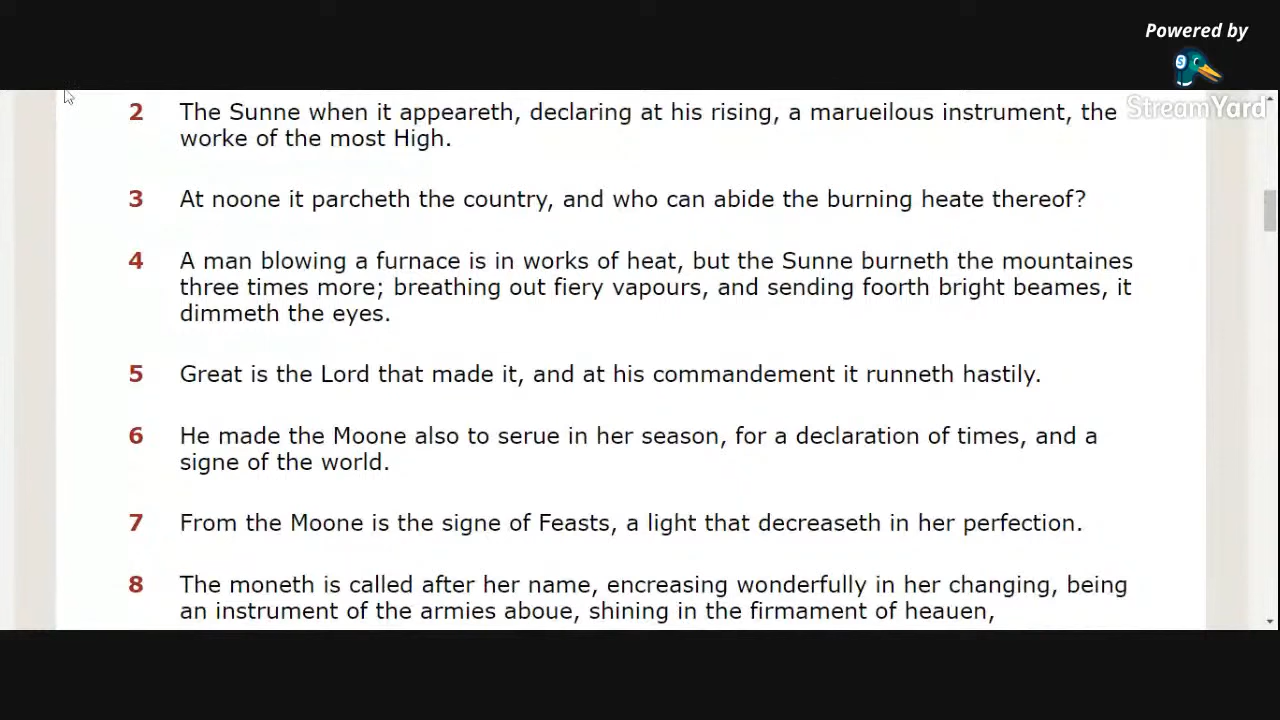 Powered by
StreamYard
2 The Sunne when it appeareth, declaring at his rising, a marueilous instrument, the
worke of the most High.
3 At noone it parcheth the country, and who can abide the burning heate thereof?
4 A man blowing a furnace is in works of heat, but the Sunne burneth the mountaines
three times more; breathing out fiery vapours, and sending foorth bright beames, it
dimmeth the eyes.
5 Great is the Lord that made it, and at his commandement it runneth hastily.
6 He made the Moone also to serue in her season, for a declaration of times, and a
signe of the world.
7 From the Moone is the signe of Feasts, a light that decreaseth in her perfection.
8 The moneth is called after her name, encreasing wonderfully in her changing, being
an instrument of the armies aboue, shining in the firmament of heauen,